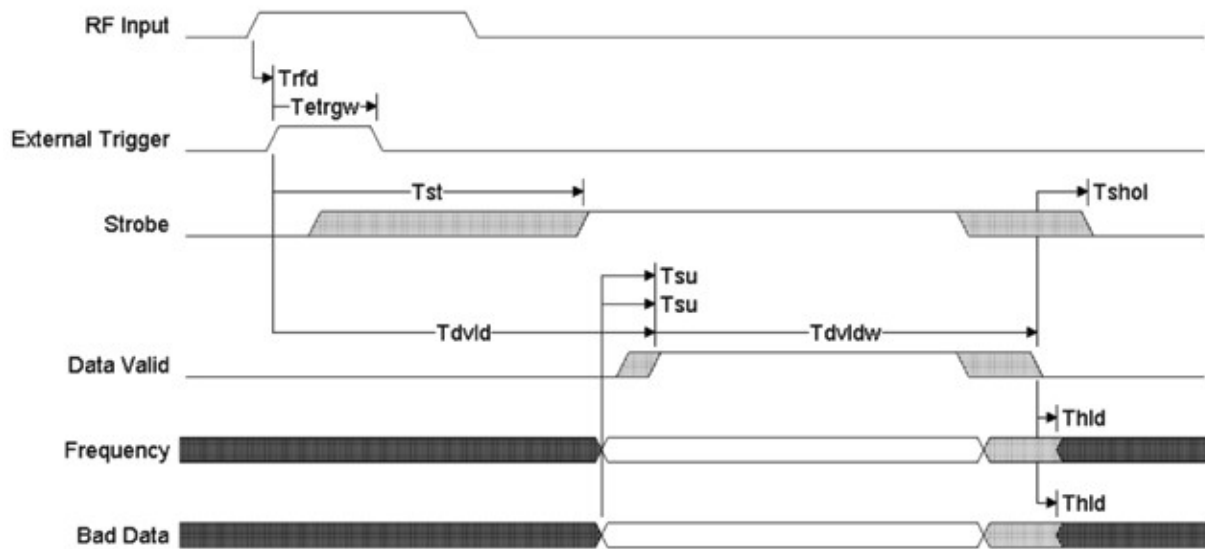 RF Input
Trfd
Tetrgw
External Trigger
Tst
Tshol
Strobe
Tsu
Tsu
Tdvld
Tdvldw
Data Valid
Thld
Frequency
Thld
Bad Data